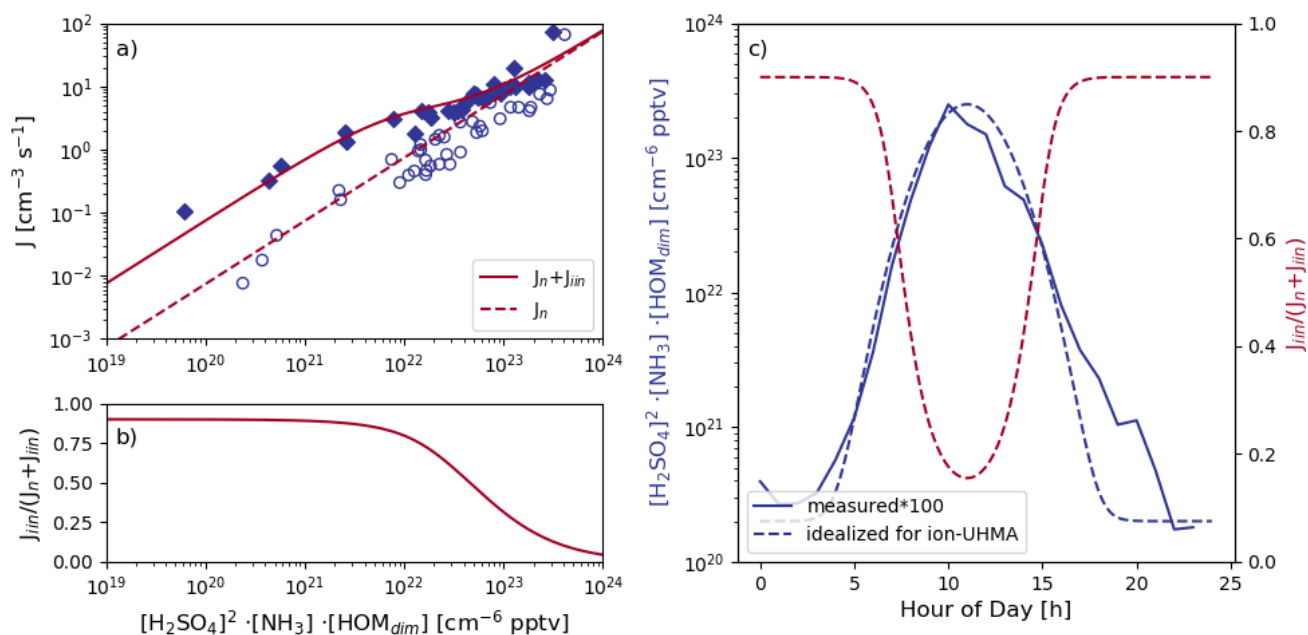 a)
J [cm⁻³ s⁻¹]
10²
10¹
10⁰
10⁻¹
10⁻²
10⁻³
10¹⁹ 10²⁰ 10²¹ 10²² 10²³ 10²⁴
Jₙ+Jᵢᵢₙ
Jₙ
b)
Jᵢᵢₙ/(Jₙ+Jᵢᵢₙ)
1.00
0.75
0.50
0.25
0.00
10¹⁹ 10²⁰ 10²¹ 10²² 10²³ 10²⁴
[H₂SO₄]² ·[NH₃] ·[HOM_dim] [cm⁻⁶ pptv]
c)
[H₂SO₄]² ·[NH₃] ·[HOM_dim] [cm⁻⁶ pptv]
10²⁴
10²³
10²²
10²¹
10²⁰
measured*100
idealized for ion-UHMA
0 5 10 15 20 25
Hour of Day [h]
1.0
0.8
0.6
0.4
0.2
0.0
Jᵢᵢₙ/(Jₙ+Jᵢᵢₙ)